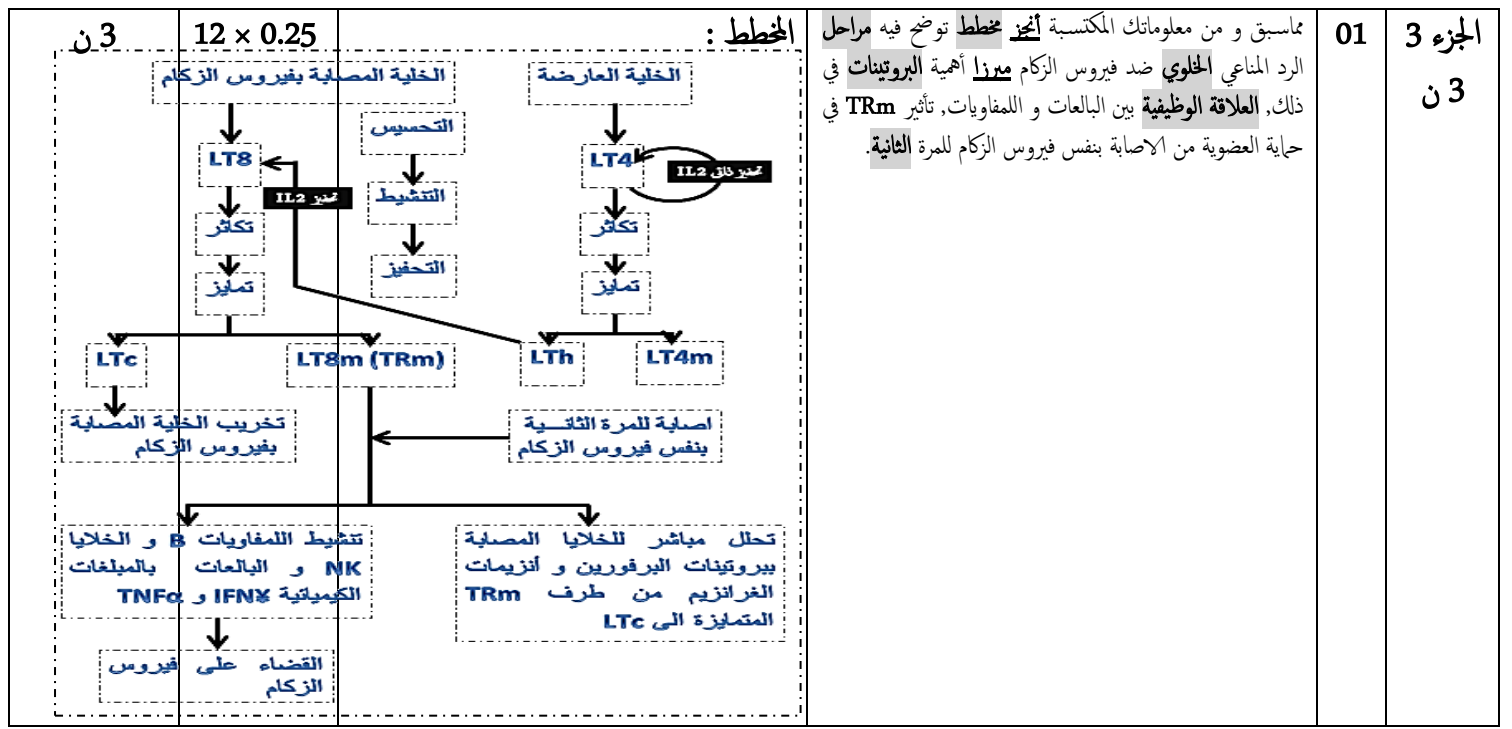 الجزء 3
3 ن
01
مماسبق و من معلوماتك المكتسبة أنجز مخطط توضح فيه مراحل
الرد المناعي الخلوي ضد فيروس الزكام مبرزا أهمية البروتينات في
ذلك, العلاقة الوظيفية بين البالعات و اللمفاويات, تأثير TRm في
حماية العضوية من الاصابة بنفس فيروس الزكام للمرة الثانية.
المخطط :
12 × 0.25
3 ن
الخلية العارضة
الخلية المصابة بفيروس الزكام
التحسيس
LT4
LT8
تحفيز ذاتي IL2
تحفيز IL2
التنشيط
تكاثر
تكاثر
التحفيز
تمايز
تمايز
LT4m
LTh
LT8m (TRm)
LTc
اصابة للمرة الثانـــية
بنفس فيروس الزكام
تخريب الخلية المصابة
بفيروس الزكام
تحلل مباشر للخلايا المصابة
ببروتينات البرفورين و أنزيمات
الغرانزيم من طرف TRm
المتمايزة الى LTc
تنشيط اللمفاويات B و الخلايا
NK و البالعات بالمبلغات
الكيميائية IFN¥ و TNFα
القضاء على فيروس
الزكام